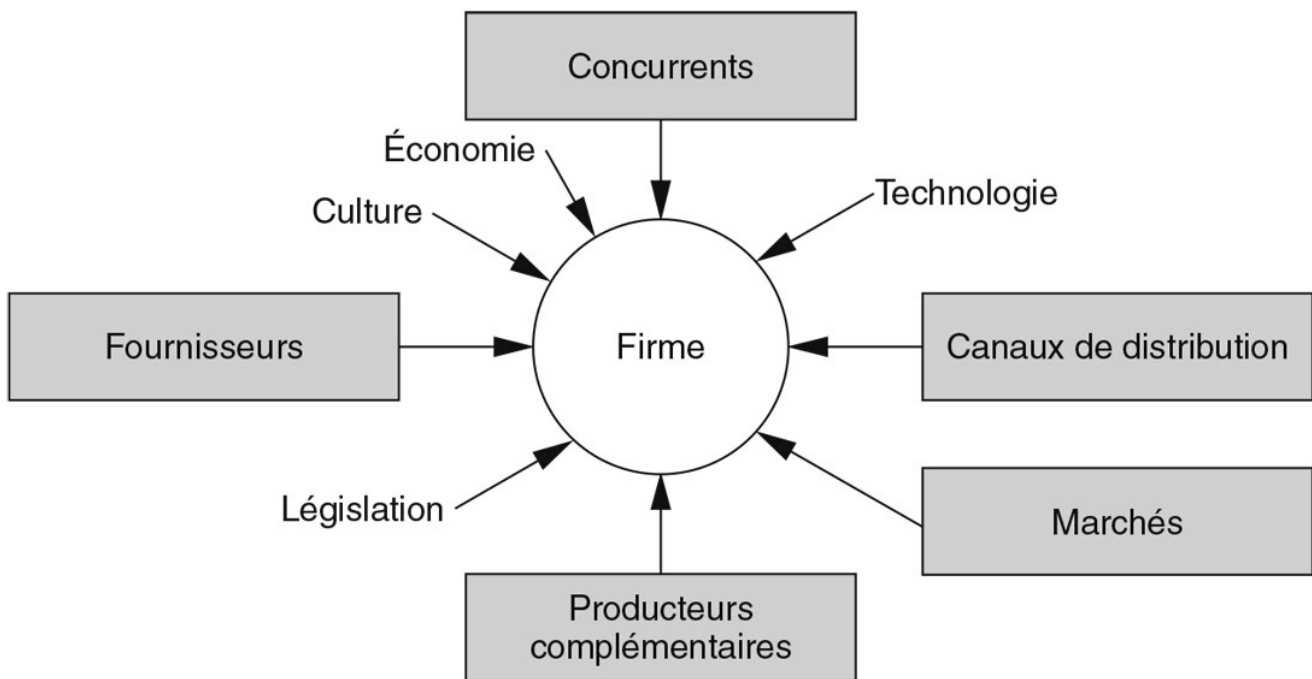 Concurrents
Économie
Technologie
Culture
Fournisseurs
Firme
Canaux de distribution
Législation
Marchés
Producteurs
complémentaires